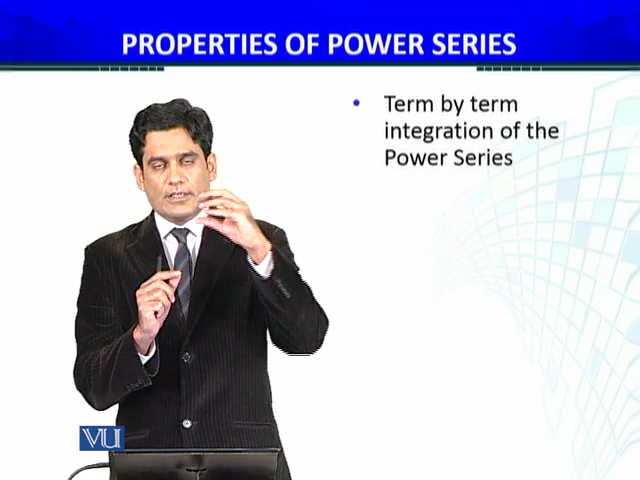 PROPERTIES OF POWER SERIES
• Term by term
integration of the
Power Series
VU